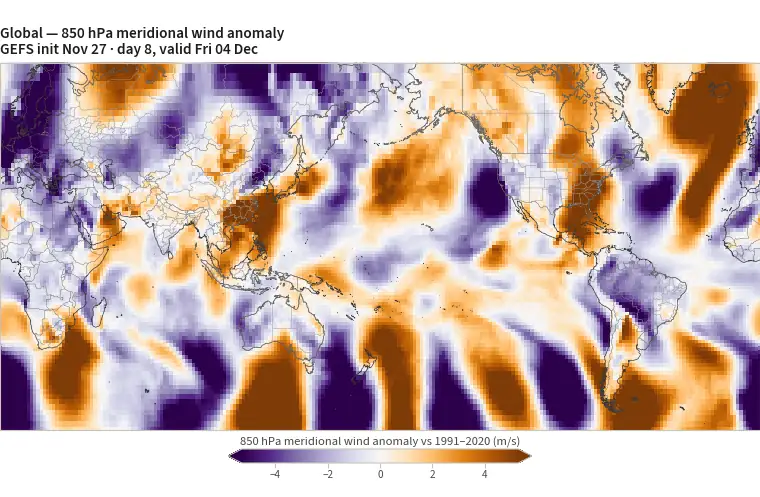 Global — 850 hPa meridional wind anomaly
GEFS init Nov 27 · day 8, valid Fri 04 Dec
850 hPa meridional wind anomaly vs 1991–2020 (m/s)
−4 −2 0 2 4